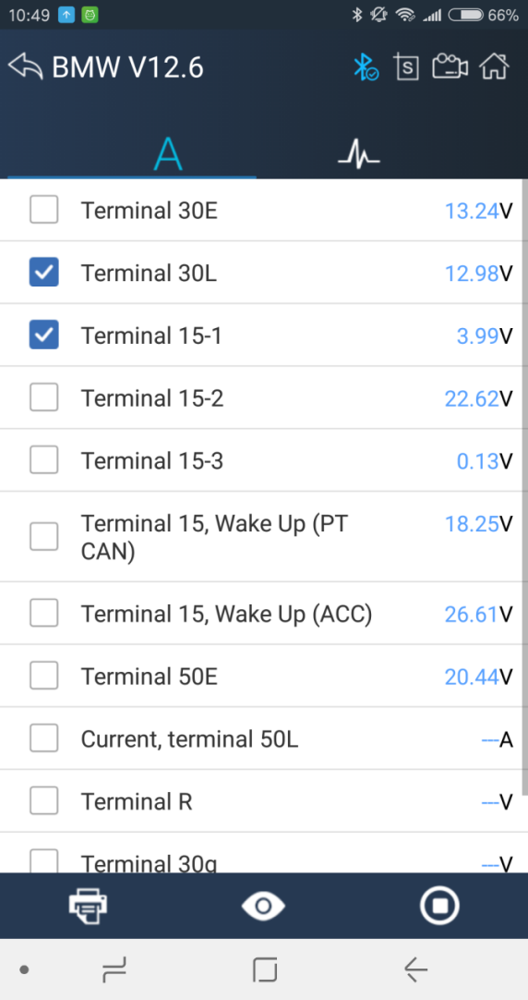 10:49 66%
BMW V12.6
S
A
Terminal 30E 13.24V
Terminal 30L 12.98V
Terminal 15-1 3.99V
Terminal 15-2 22.62V
Terminal 15-3 0.13V
Terminal 15, Wake Up (PT 18.25V
CAN)
Terminal 15, Wake Up (ACC) 26.61V
Terminal 50E 20.44V
Current, terminal 50L ---A
Terminal R ---V
Terminal 30g ---V